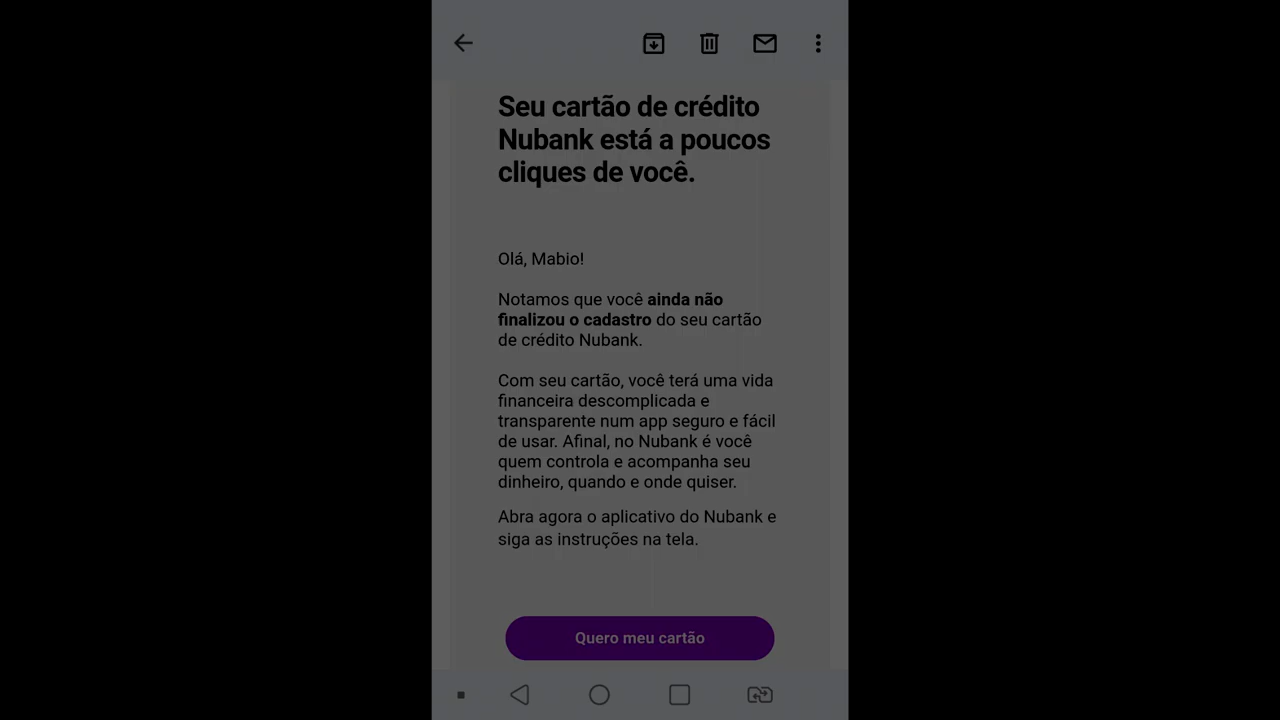 Seu cartão de crédito
Nubank está a poucos
cliques de você.
Olá, Mabio!
Notamos que você ainda não
finalizou o cadastro do seu cartão
de crédito Nubank.
Com seu cartão, você terá uma vida
financeira descomplicada e
transparente num app seguro e fácil
de usar. Afinal, no Nubank é você
quem controla e acompanha seu
dinheiro, quando e onde quiser.
Abra agora o aplicativo do Nubank e
siga as instruções na tela.
Quero meu cartão